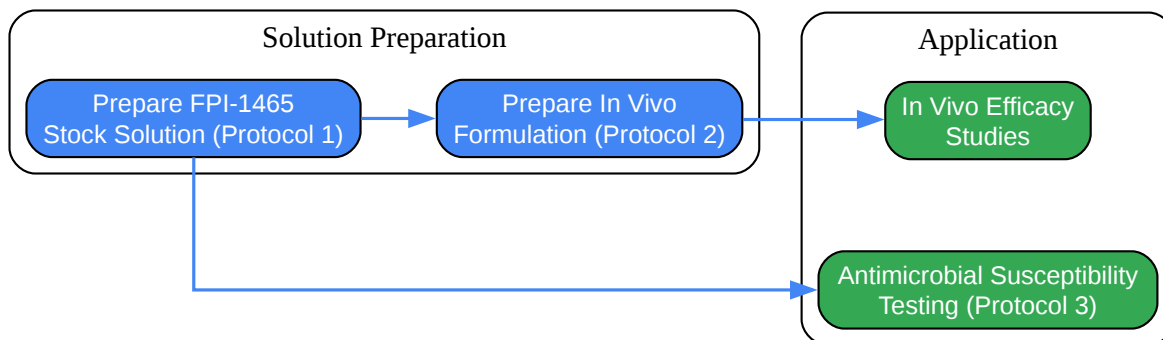 Solution Preparation
Prepare FPI-1465
Stock Solution (Protocol 1)
Prepare In Vivo
Formulation (Protocol 2)
Application
In Vivo Efficacy
Studies
Antimicrobial Susceptibility
Testing (Protocol 3)